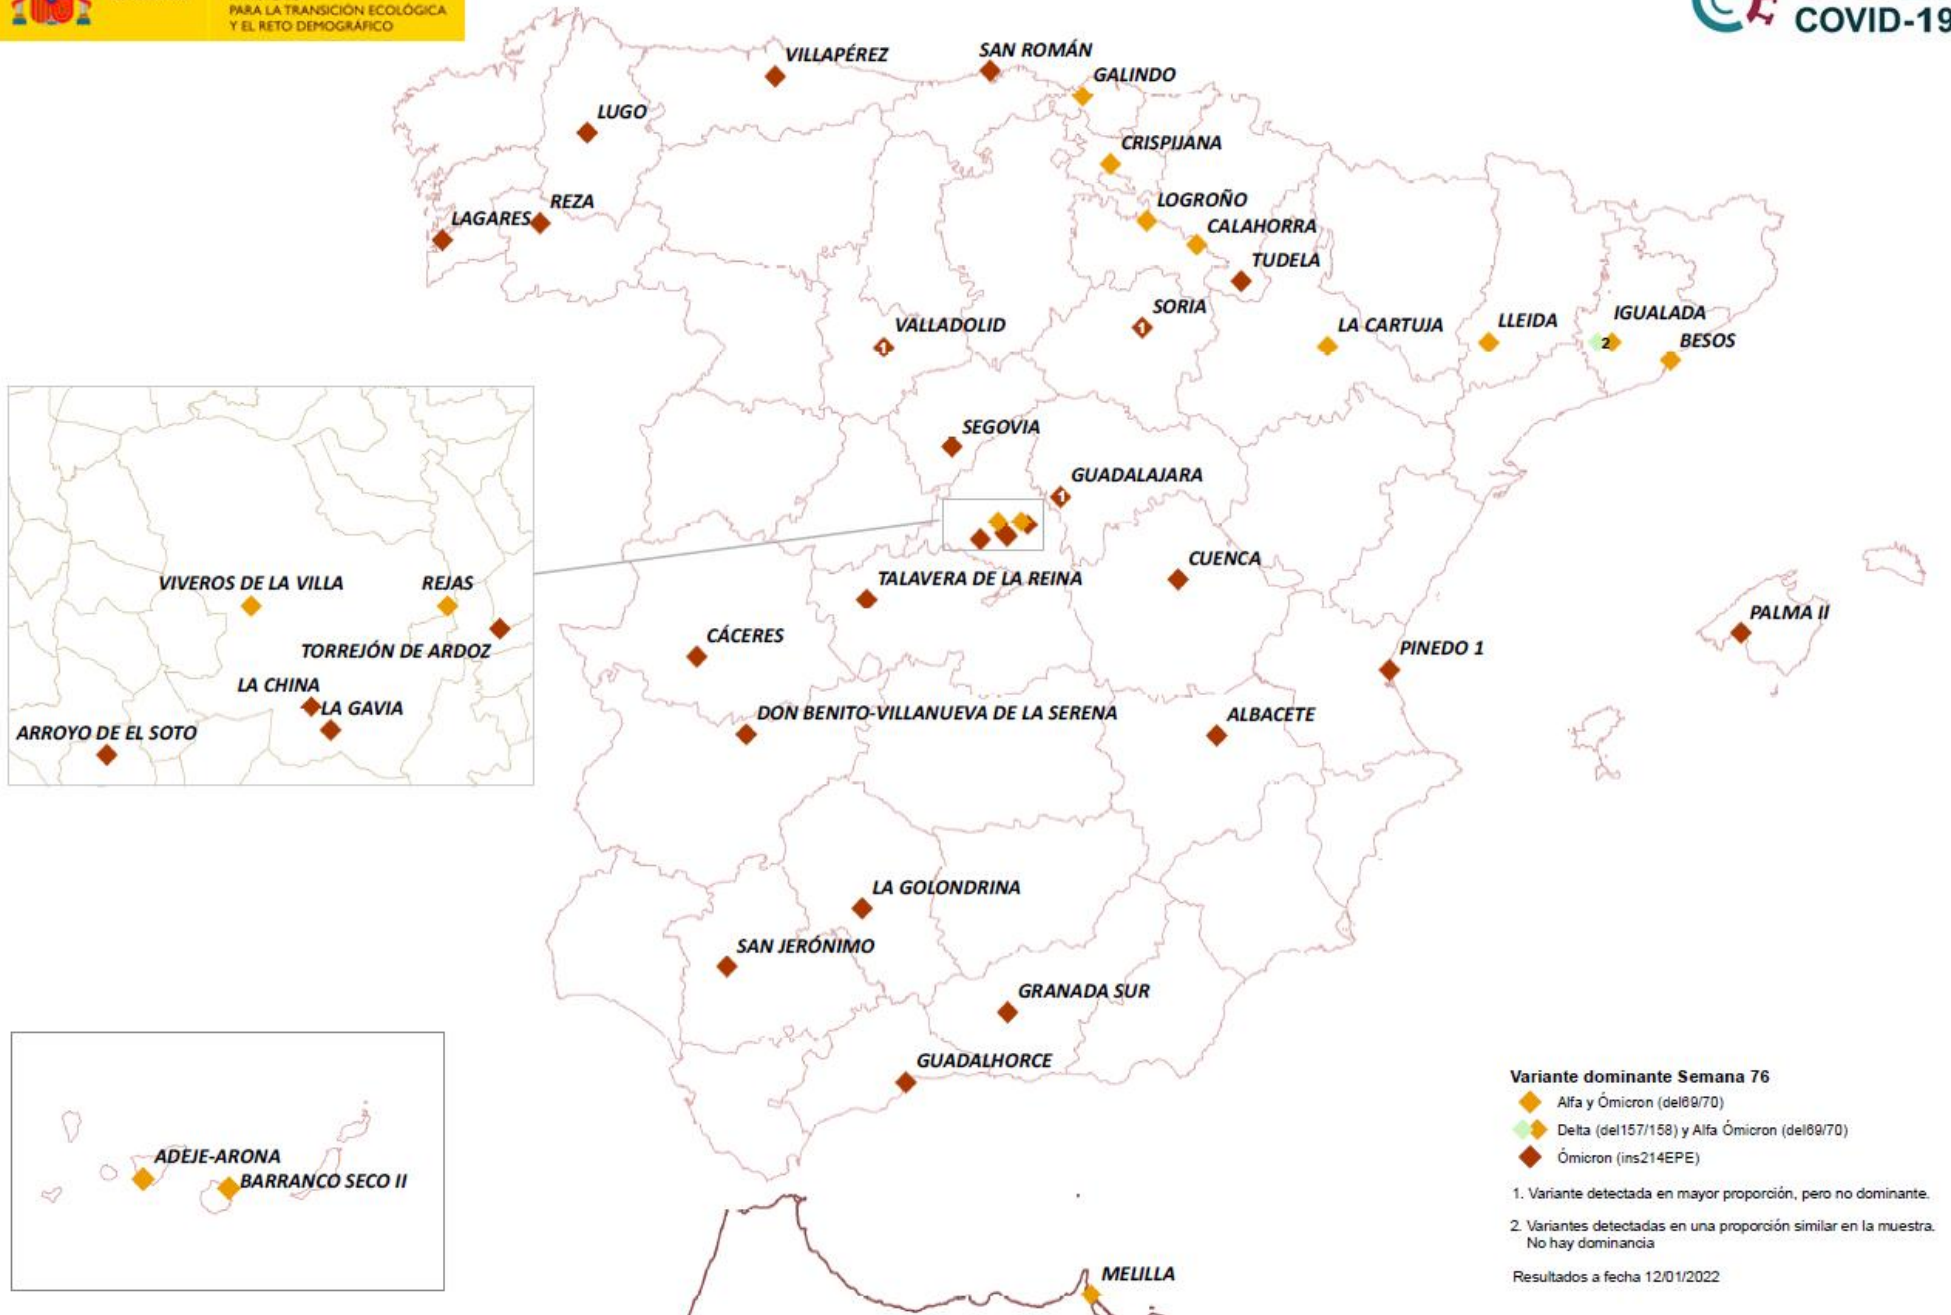 PARA LA TRANSICIÓN ECOLÓGICA
Y EL RETO DEMOGRÁFICO
COVID-19
VILLAPÉREZ
SAN ROMÁN
GALINDO
LUGO
CRISPIJANA
REZA
LOGROÑO
LAGARES
CALAHORRA
TUDELA
SORIA
IGUALADA
VALLADOLID
1
LA CARTUJA
LLEIDA
2
BESOS
1
SEGOVIA
GUADALAJARA
1
CUENCA
VIVEROS DE LA VILLA
REJAS
TALAVERA DE LA REINA
PALMA II
CÁCERES
TORREJÓN DE ARDOZ
PINEDO 1
LA CHINA
LA GAVIA
DON BENITO-VILLANUEVA DE LA SERENA
ALBACETE
ARROYO DE EL SOTO
LA GOLONDRINA
SAN JERÓNIMO
GRANADA SUR
GUADALHORCE
Variante dominante Semana 76
Alfa y Ómicron (del69/70)
Delta (del157/158) y Alfa Ómicron (del69/70)
Ómicron (ins214EPE)
1. Variante detectada en mayor proporción, pero no dominante.
2. Variantes detectadas en una proporción similar en la muestra.
No hay dominancia
Resultados a fecha 12/01/2022
ADEJE-ARONA
BARRANCO SECO II
MELILLA